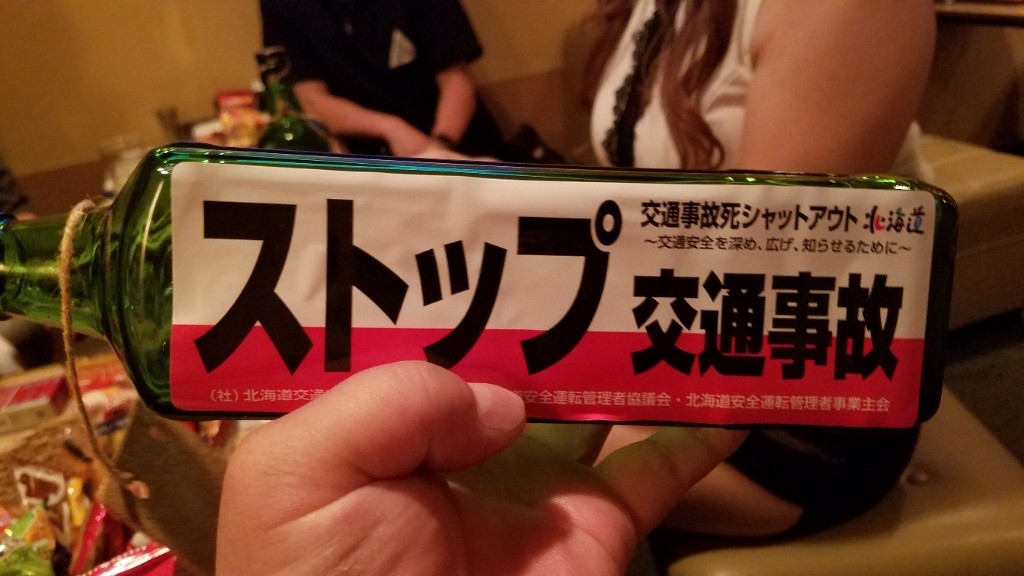 ストップ
交通事故死シャットアウト北海道
～交通安全を深め、広げ、知らせるために～
交通事故
(社)北海道交通 安全運転管理者協議会・北海道安全運転管理者事業主会